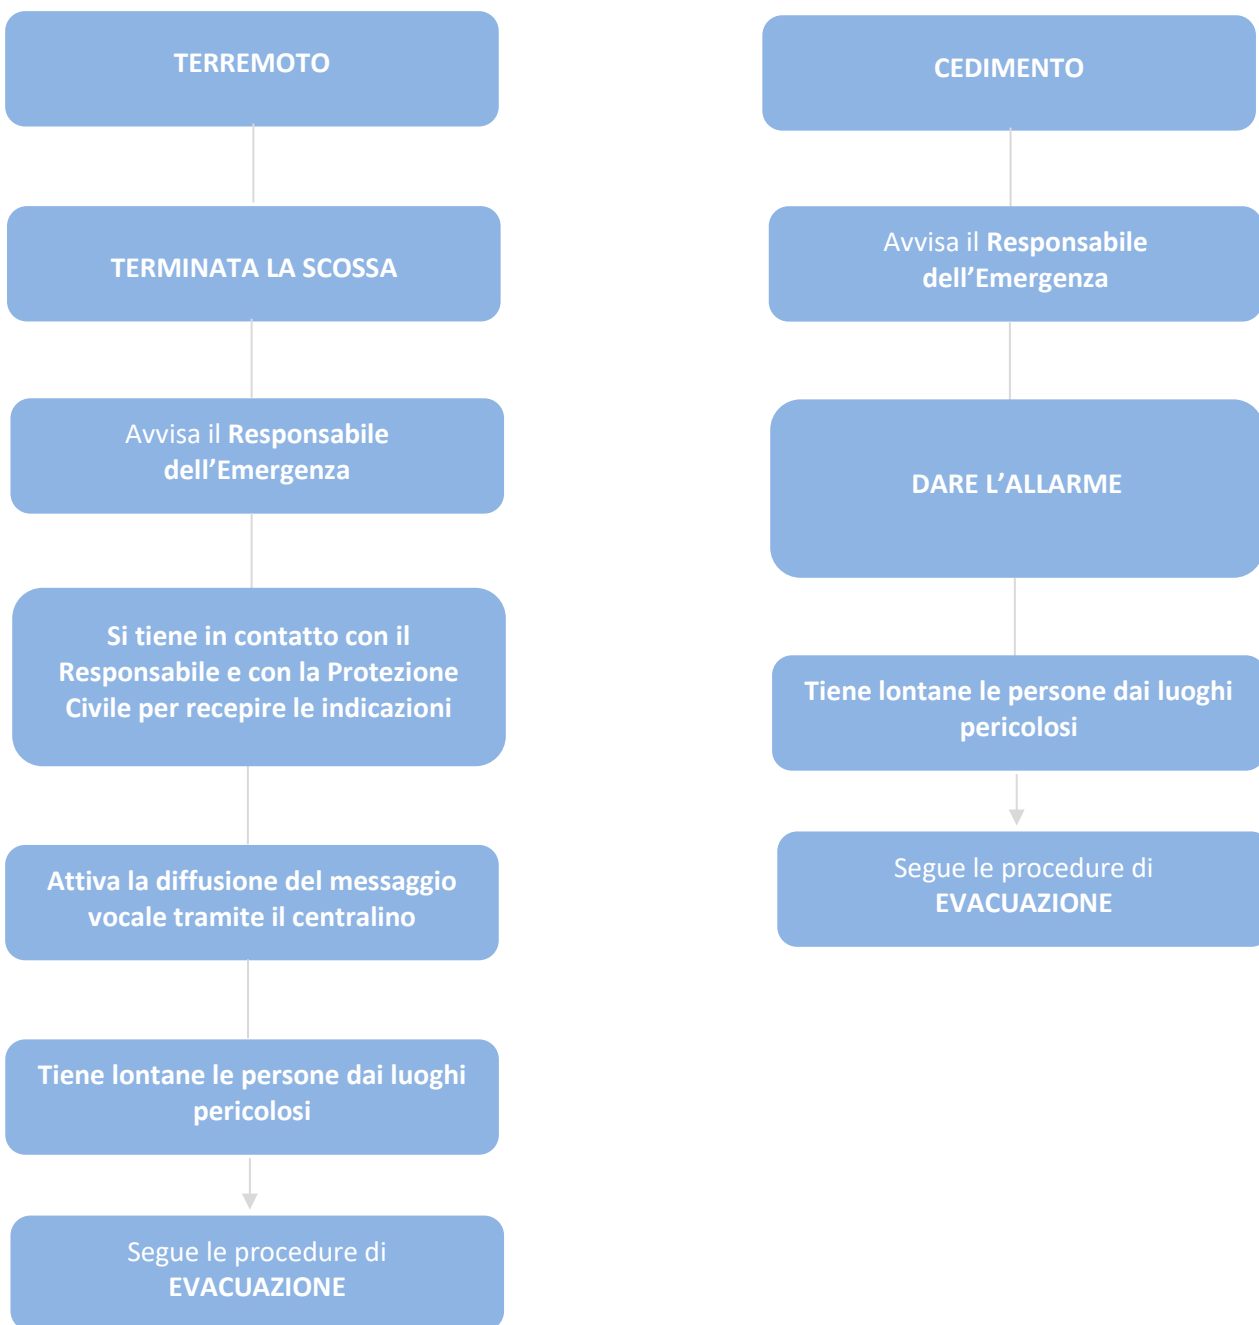 TERREMOTO
TERMINATA LA SCOSSA
Avvisa il Responsabile
dell’Emergenza
Si tiene in contatto con il
Responsabile e con la Protezione
Civile per recepire le indicazioni
Attiva la diffusione del messaggio
vocale tramite il centralino
Tiene lontane le persone dai luoghi
pericolosi
Segue le procedure di
EVACUAZIONE
CEDIMENTO
Avvisa il Responsabile
dell’Emergenza
DARE L’ALLARME
Tiene lontane le persone dai luoghi
pericolosi
Segue le procedure di
EVACUAZIONE